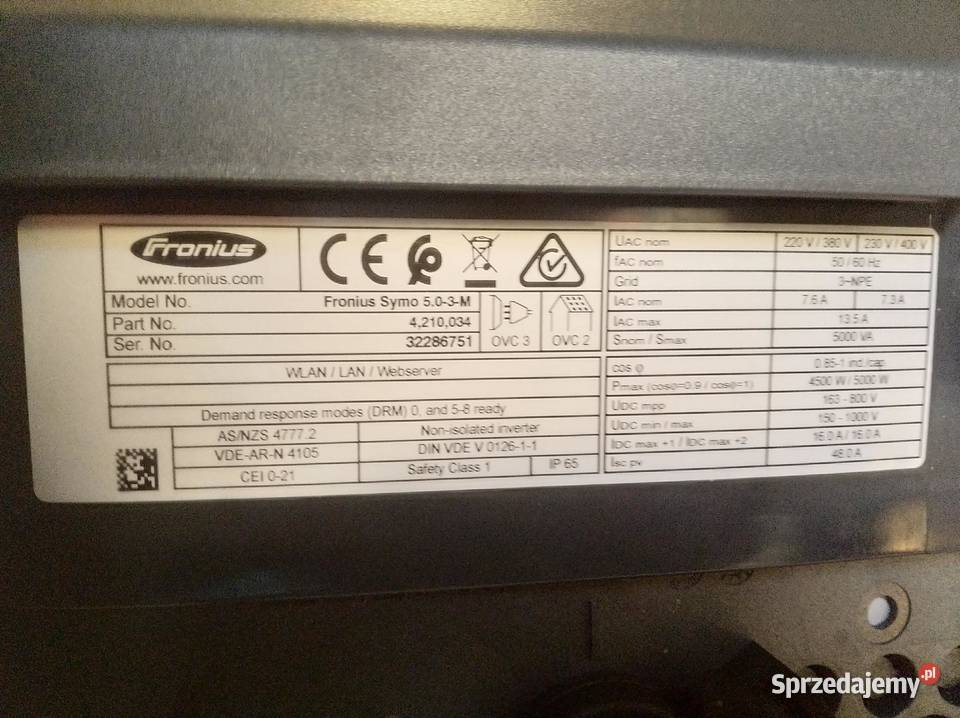 Fronius
www.fronius.com
CE
Model No. Fronius Symo 5.0-3-M
Part No. 4,210,034
Ser. No. 32286751
OVC 3 OVC 2
WLAN / LAN / Webserver
Demand response modes (DRM) 0, and 5-8 ready
AS/NZS 4777.2 Non-isolated inverter
VDE-AR-N 4105 DIN VDE V 0126-1-1
CEI 0-21 Safety Class 1 IP 65
UAC nom 220 V / 380 V 230 V / 400 V
fAC nom 50 / 60 Hz
Grid 3~NPE
IAC nom 7.6 A 7.3 A
IAC max 13.5 A
Snom / Smax 5000 VA
cos φ 0.85-1 ind./cap.
Pmax (cosφ=0.9 / cosφ=1) 4500 W / 5000 W
UDC mpp 163 - 800 V
UDC min / max 150 - 1000 V
IDC max +1 / IDC max +2 16.0 A / 16.0 A
Isc pv 48.0 A
Sprzedajemy.pl